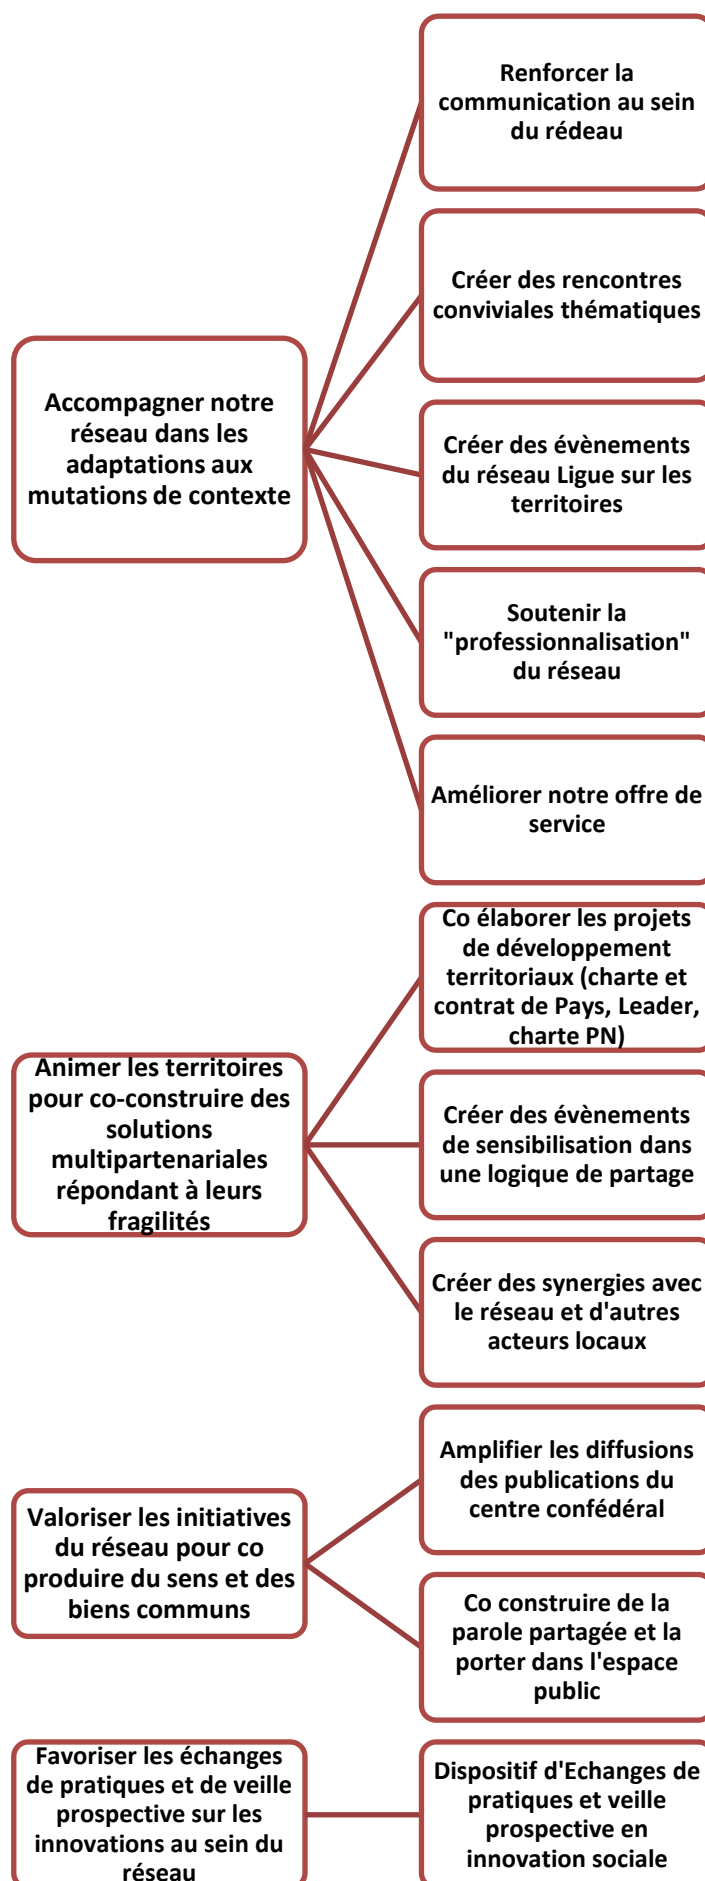 Accompagner notre
réseau dans les
adaptations aux
mutations de contexte
Renforcer la
communication au sein
du rédeau
Créer des rencontres
conviviales thématiques
Créer des évènements
du réseau Ligue sur les
territoires
Soutenir la
"professionnalisation"
du réseau
Améliorer notre offre de
service
Animer les territoires
pour co-construire des
solutions
multipartenariales
répondant à leurs
fragilités
Co élaborer les projets
de développement
territoriaux (charte et
contrat de Pays, Leader,
charte PN)
Créer des évènements
de sensibilisation dans
une logique de partage
Créer des synergies avec
le réseau et d'autres
acteurs locaux
Valoriser les initiatives
du réseau pour co
produire du sens et des
biens communs
Amplifier les diffusions
des publications du
centre confédéral
Co construire de la
parole partagée et la
porter dans l'espace
public
Favoriser les échanges
de pratiques et de veille
prospective sur les
innovations au sein du
réseau
Dispositif d'Echanges de
pratiques et veille
prospective en
innovation sociale